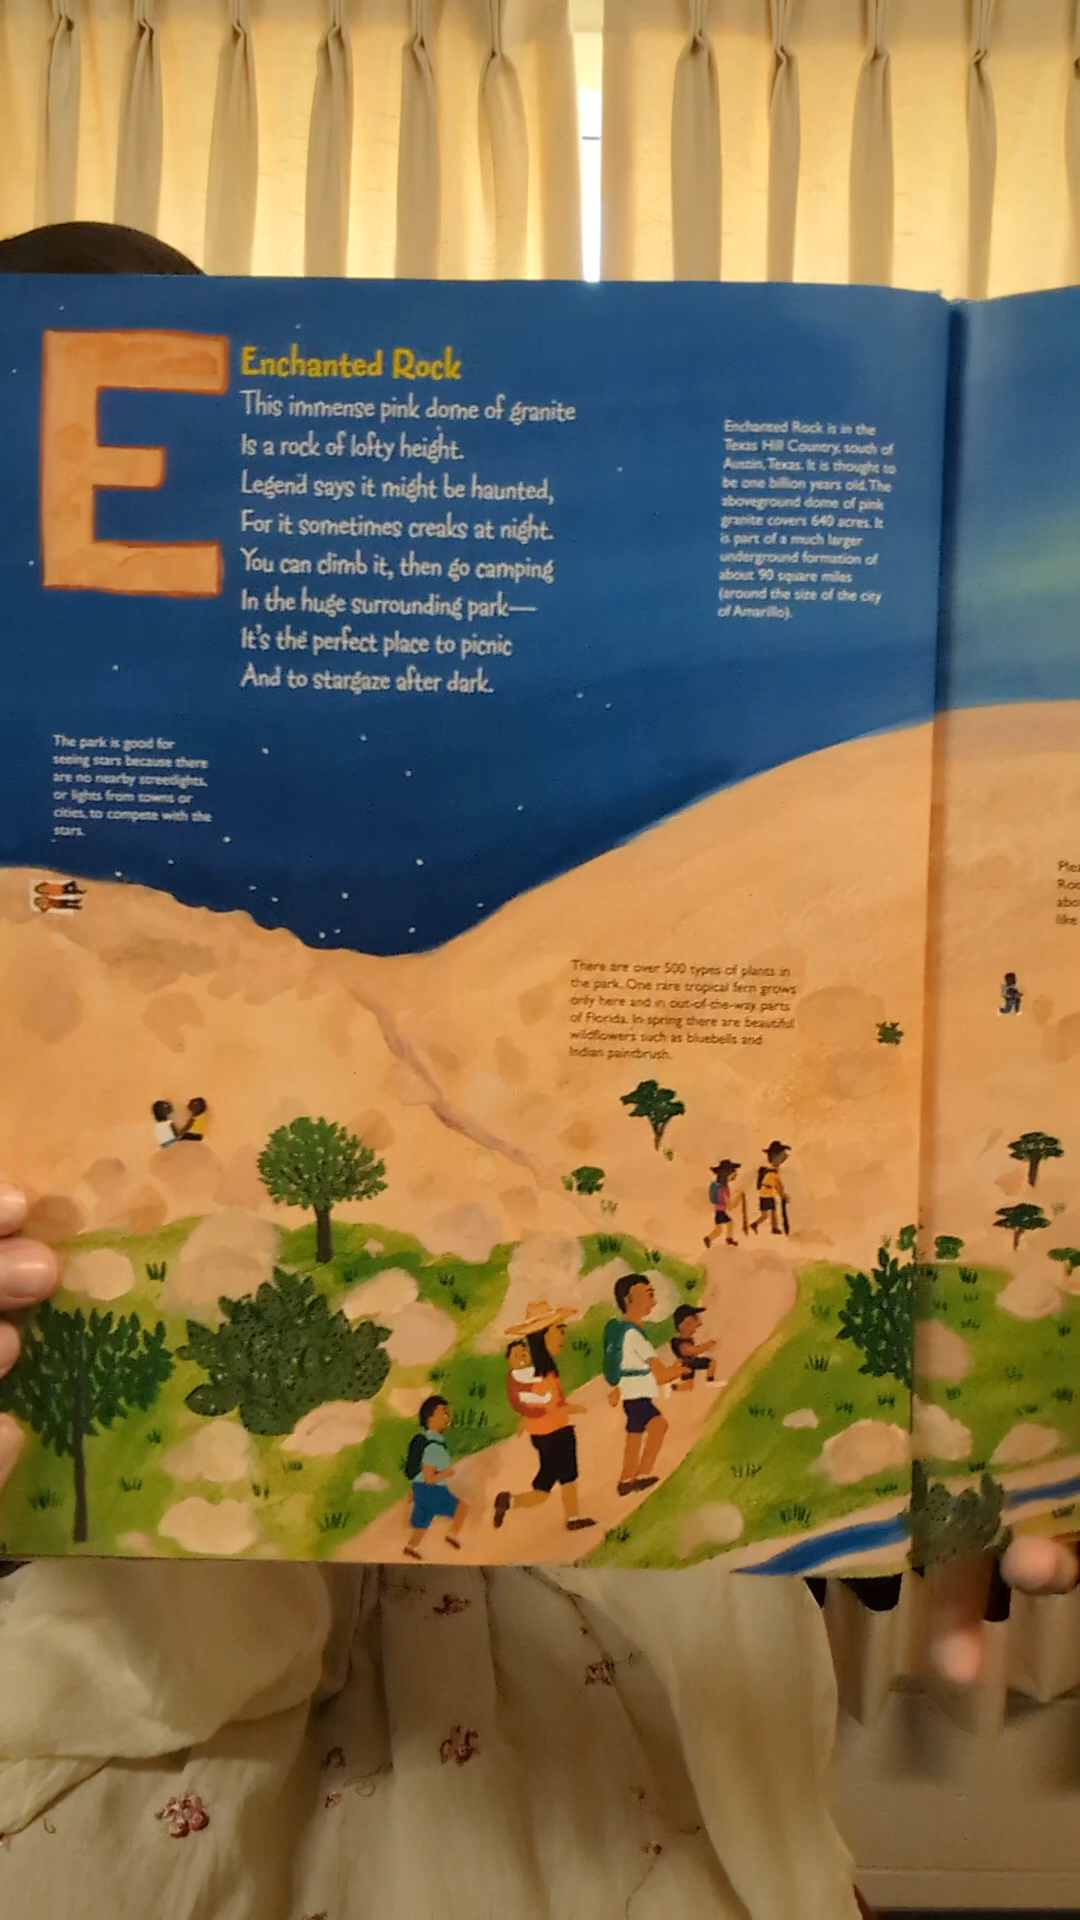 E
Enchanted Rock
This immense pink dome of granite
Is a rock of lofty height.
Legend says it might be haunted,
For it sometimes creaks at night.
You can climb it, then go camping
In the huge surrounding park—
It's the perfect place to picnic
And to stargaze after dark.
Enchanted Rock is in the
Texas Hill Country, south of
Austin, Texas. It is thought to
be one billion years old. The
aboveground dome of pink
granite covers 640 acres. It
is part of a much larger
underground formation of
about 90 square miles
(around the size of the city
of Amarillo).
The park is good for
seeing stars because there
are no nearby streetlights,
or lights from towns or
cities, to compete with the
stars.
There are over 500 types of plants in
the park. One rare tropical fern grows
only here and in out-of-the-way parts
of Florida. In spring there are beautiful
wildflowers such as bluebells and
Indian paintbrush.
like